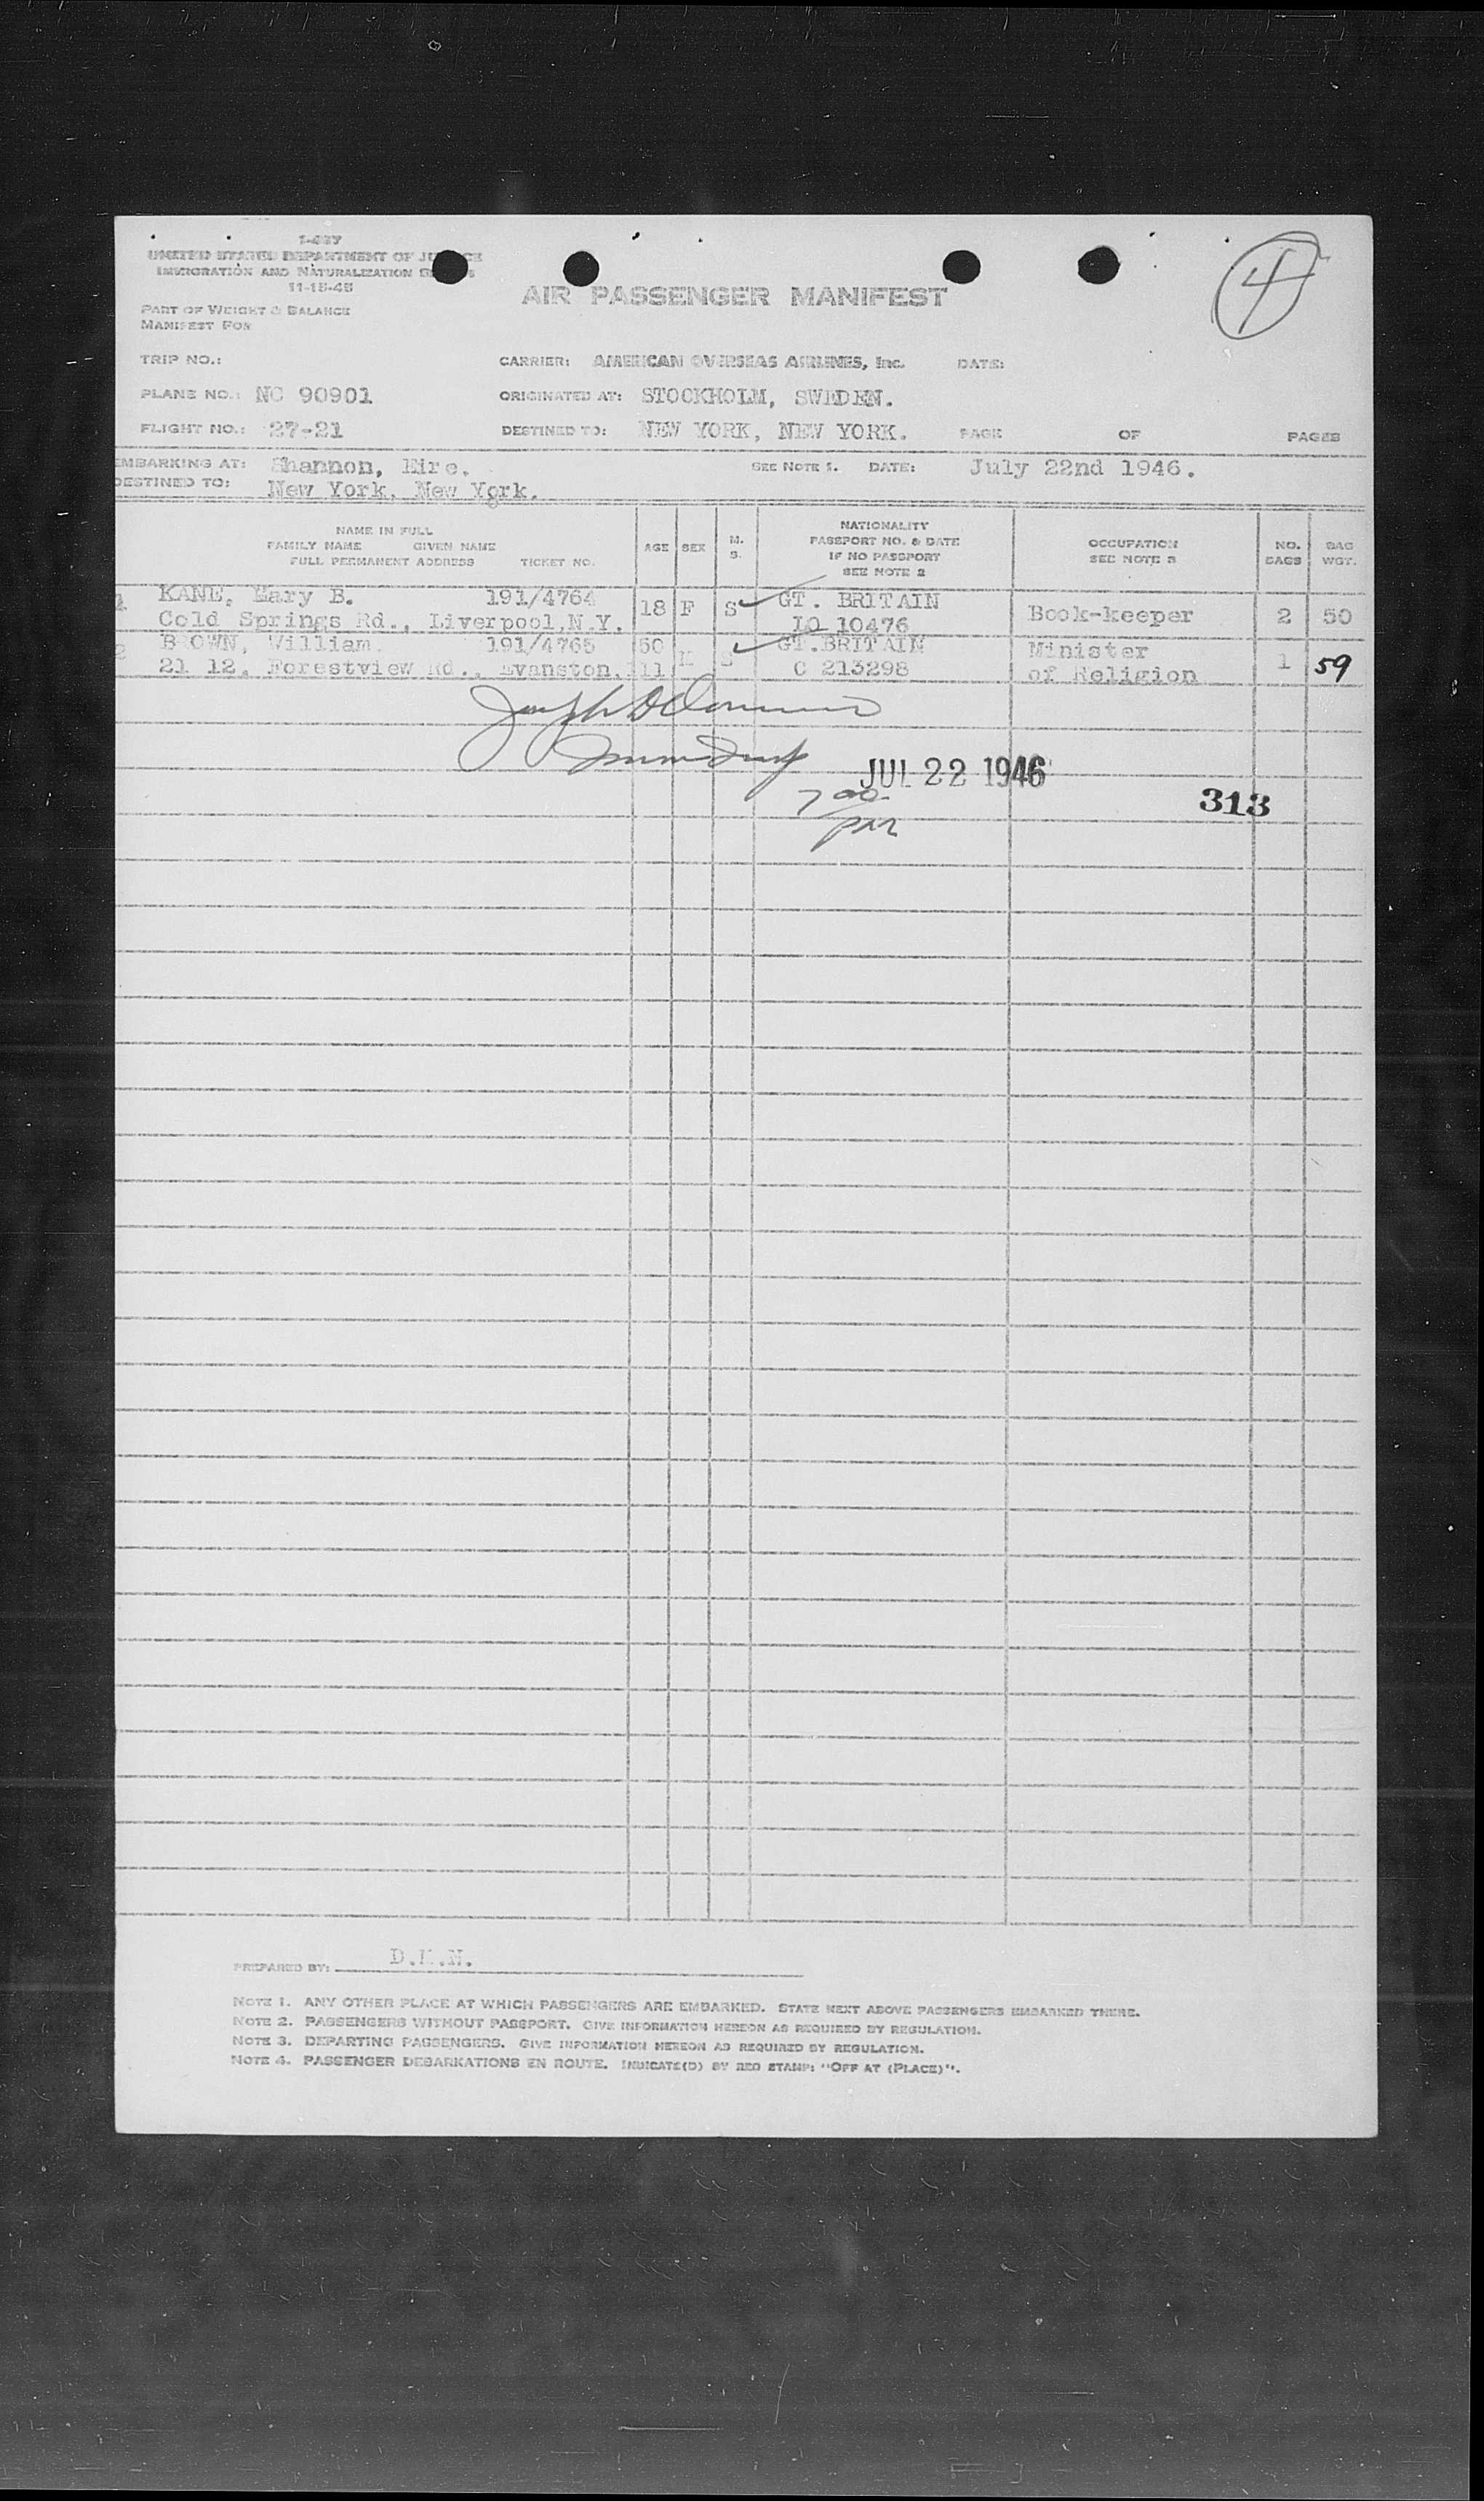 I-487
UNITED STATES DEPARTMENT OF JUSTICE
IMMIGRATION AND NATURALIZATION
11-15-45
4
AIR PASSENGER MANIFEST
PART OF WEIGHT & BALANCE
MANIFEST FOR
TRIP NO.: CARRIER: AMERICAN OVERSEAS AIRLINES, Inc. DATE:
PLANE NO.: NC 90901 ORIGINATED AT: STOCKHOLM, SWEDEN.
FLIGHT NO.: 27-21 DESTINED TO: NEW YORK, NEW YORK. PAGE OF PAGES
EMBARKING AT: Shannon, Eire. SEE NOTE 1. DATE: July 22nd 1946.
DESTINED TO: New York, New York.
NAME IN FULL
FAMILY NAME GIVEN NAME
FULL PERMANENT ADDRESS TICKET NO.
AGE SEX M. S.
NATIONALITY
PASSPORT NO. & DATE
IF NO PASSPORT
SEE NOTE 2
OCCUPATION
SEE NOTE 3
NO. BAGS
BAG WGT.
1 KANE, Mary B. 191/4764 18 F S GT. BRITAIN Book-keeper 2 50
Cold Springs Rd., Liverpool,N.Y. LO 10476
2 B OWN, William. 191/4765 50 M S GT.BRITAIN Minister 1 59
21 12, Forestview Rd., Evanston, Ill C 213298 of Religion
JUL 22 1946
7 00
pm
313
PREPARED BY: D.M.N.
NOTE 1. ANY OTHER PLACE AT WHICH PASSENGERS ARE EMBARKED. STATE NEXT ABOVE PASSENGERS EMBARKED THERE.
NOTE 2. PASSENGERS WITHOUT PASSPORT. GIVE INFORMATION HEREON AS REQUIRED BY REGULATION.
NOTE 3. DEPARTING PASSENGERS. GIVE INFORMATION HEREON AS REQUIRED BY REGULATION.
NOTE 4. PASSENGER DEBARKATIONS EN ROUTE. INDICATE(D) BY RED STAMP: "OFF AT (PLACE)".